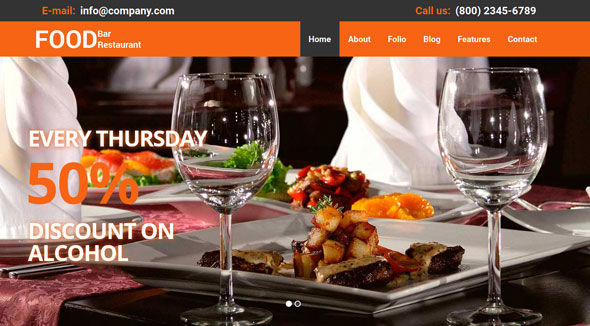 E-mail: info@company.com
Call us: (800) 2345-6789
FOOD Bar
Restaurant
Home About Folio Blog Features Contact
EVERY THURSDAY
50%
DISCOUNT ON
ALCOHOL